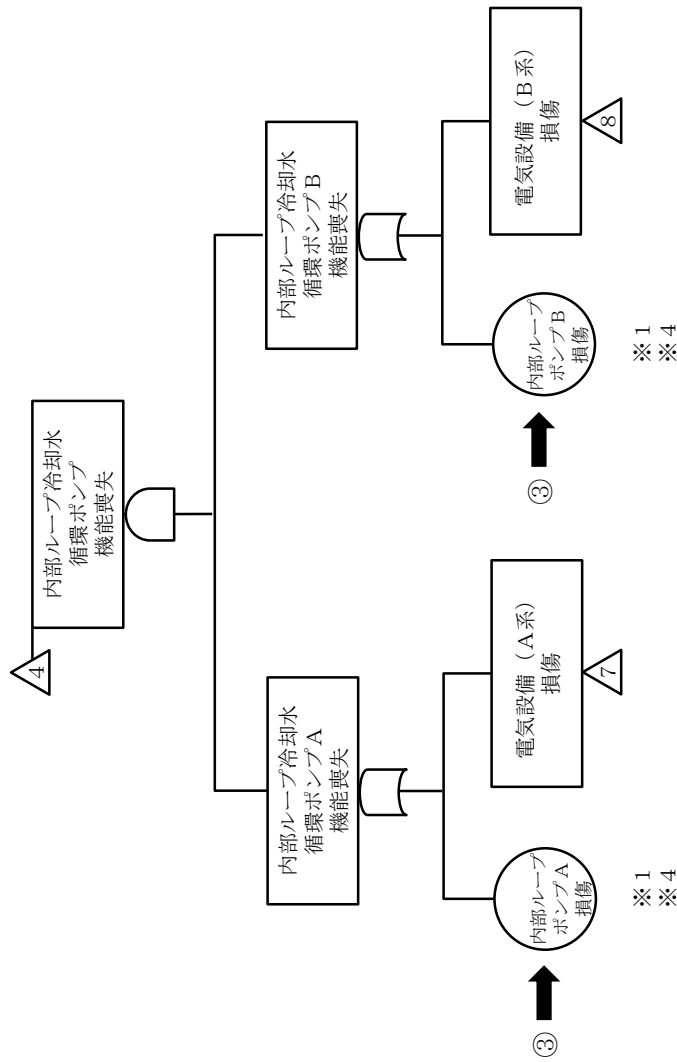 4
内部ループ冷却水
循環ポンプ
機能喪失
内部ループ冷却水
循環ポンプA
機能喪失
内部ループ冷却水
循環ポンプB
機能喪失
③
内部ループ
ポンプA
損傷
電気設備（A系）
損傷
③
内部ループ
ポンプB
損傷
電気設備（B系）
損傷
7
8
※1
※4
※1
※4